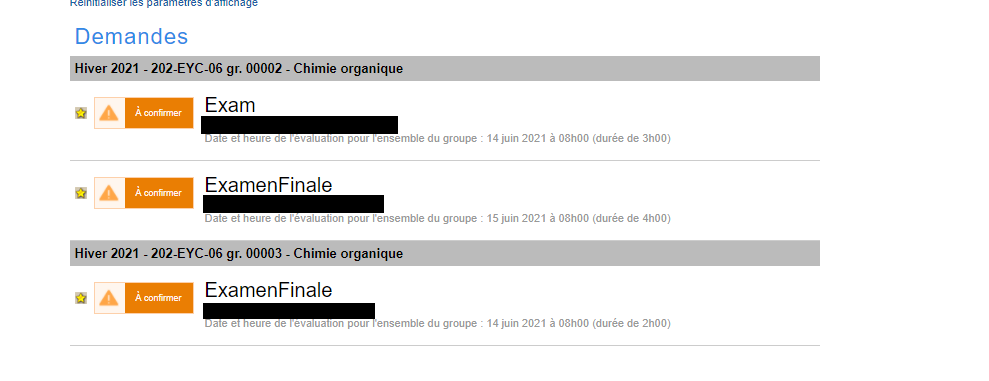 Réinitialiser les paramètres d'affichage
Demandes
Hiver 2021 - 202-EYC-06 gr. 00002 - Chimie organique
À confirmer
Exam
Date et heure de l'évaluation pour l'ensemble du groupe : 14 juin 2021 à 08h00 (durée de 3h00)
À confirmer
ExamenFinale
Date et heure de l'évaluation pour l'ensemble du groupe : 15 juin 2021 à 08h00 (durée de 4h00)
Hiver 2021 - 202-EYC-06 gr. 00003 - Chimie organique
À confirmer
ExamenFinale
Date et heure de l'évaluation pour l'ensemble du groupe : 14 juin 2021 à 08h00 (durée de 2h00)